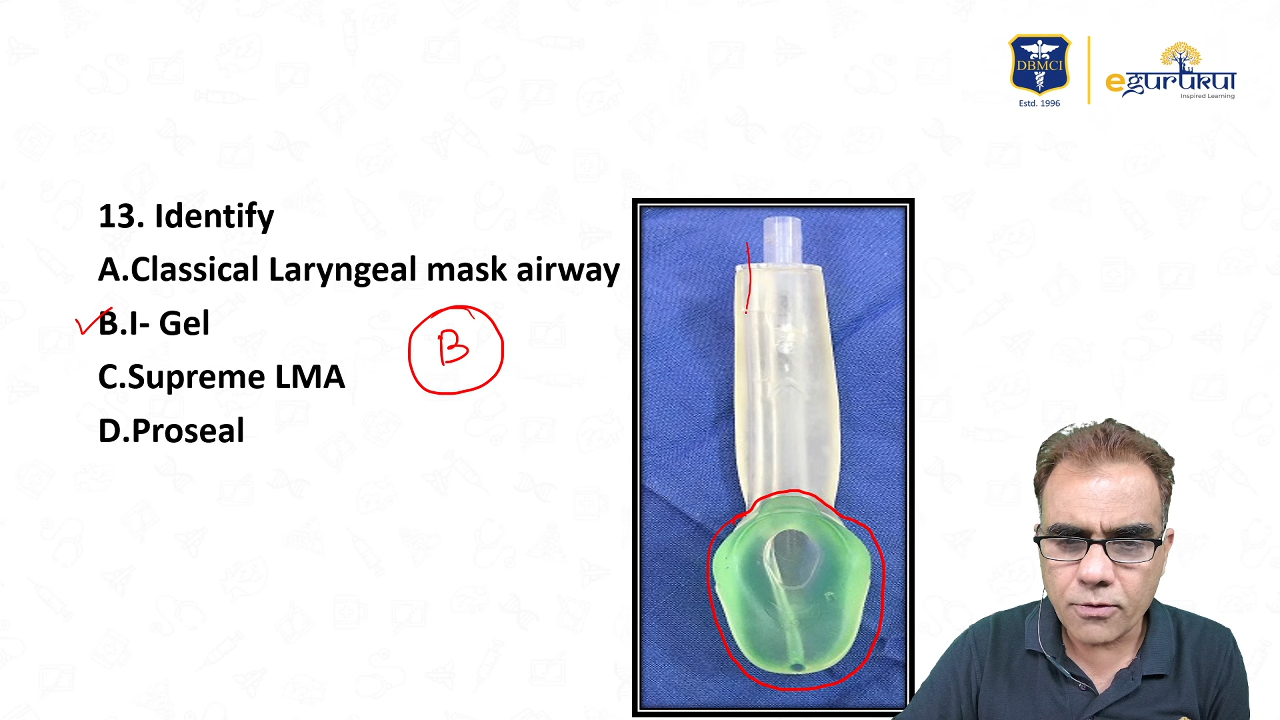 DBMCI
Estd. 1996
egurukul
Inspired Learning
13. Identify
A.Classical Laryngeal mask airway
B.I- Gel
B
C.Supreme LMA
D.Proseal